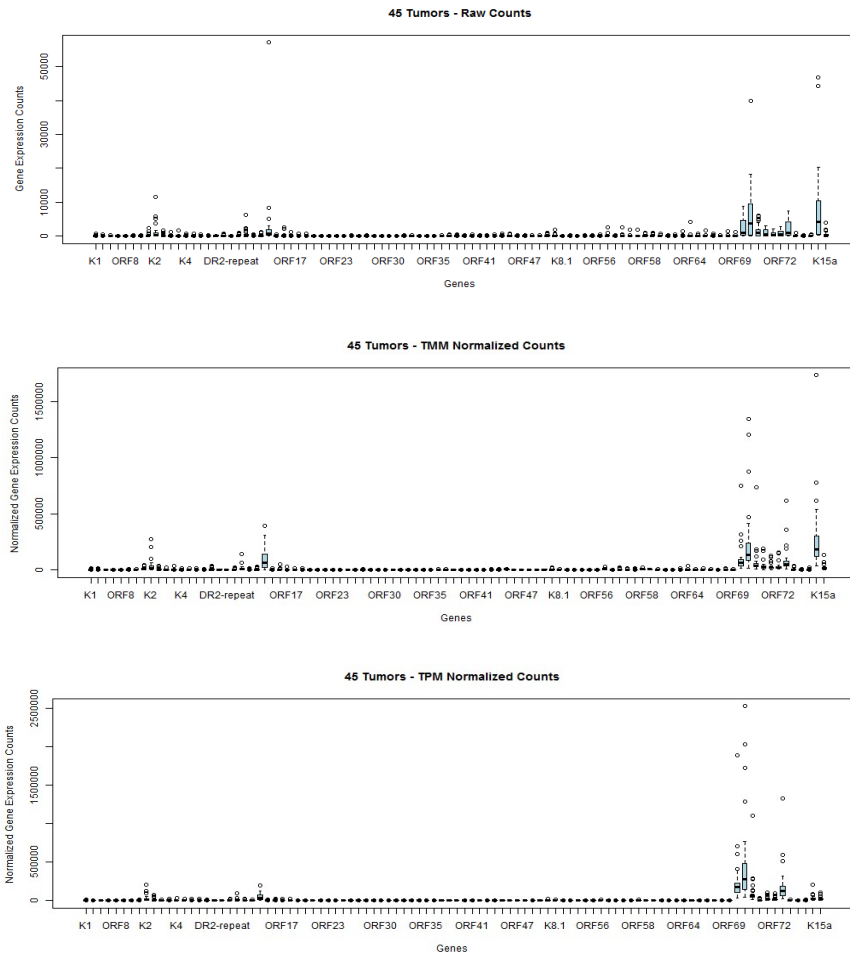 45 Tumors - Raw Counts
Gene Expression Counts
50000
30000
10000
0
K1 ORF8 K2 K4 DR2-repeat ORF17 ORF23 ORF30 ORF35 ORF41 ORF47 K8.1 ORF56 ORF58 ORF64 ORF69 ORF72 K15a
Genes
45 Tumors - TMM Normalized Counts
Normalized Gene Expression Counts
1500000
1000000
500000
0
K1 ORF8 K2 K4 DR2-repeat ORF17 ORF23 ORF30 ORF35 ORF41 ORF47 K8.1 ORF56 ORF58 ORF64 ORF69 ORF72 K15a
Genes
45 Tumors - TPM Normalized Counts
Normalized Gene Expression Counts
2500000
1500000
500000
0
K1 ORF8 K2 K4 DR2-repeat ORF17 ORF23 ORF30 ORF35 ORF41 ORF47 K8.1 ORF56 ORF58 ORF64 ORF69 ORF72 K15a
Genes